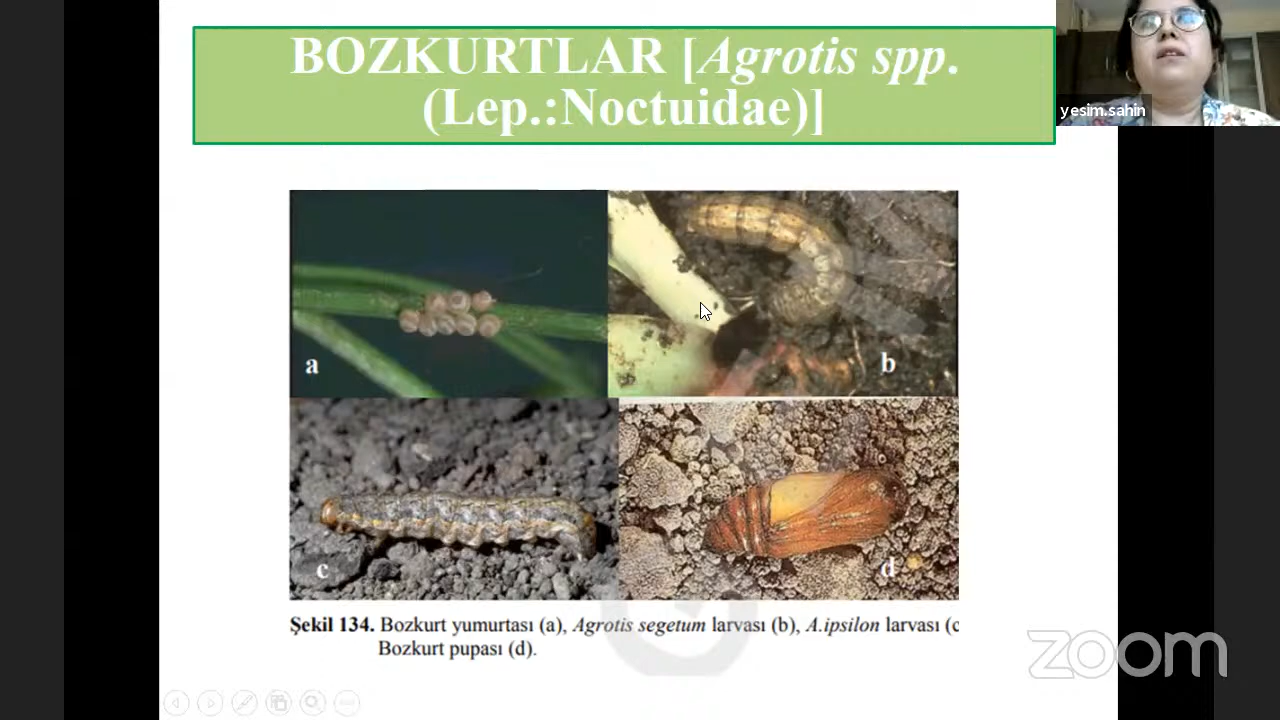 BOZKURTLAR [Agrotis spp.
(Lep.:Noctuidae)]
yesim.sahin
a
b
c
d
Şekil 134. Bozkurt yumurtası (a), Agrotis segetum larvası (b), A.ipsilon larvası (c
Bozkurt pupası (d).
zoom